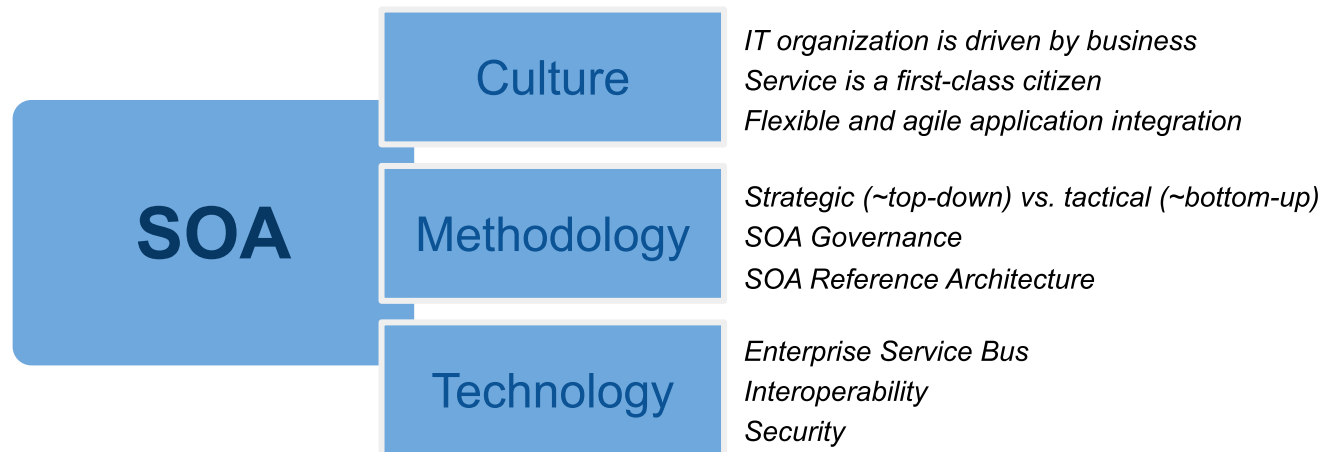 SOA
Culture
IT organization is driven by business
Service is a first-class citizen
Flexible and agile application integration
Methodology
Strategic (~top-down) vs. tactical (~bottom-up)
SOA Governance
SOA Reference Architecture
Technology
Enterprise Service Bus
Interoperability
Security